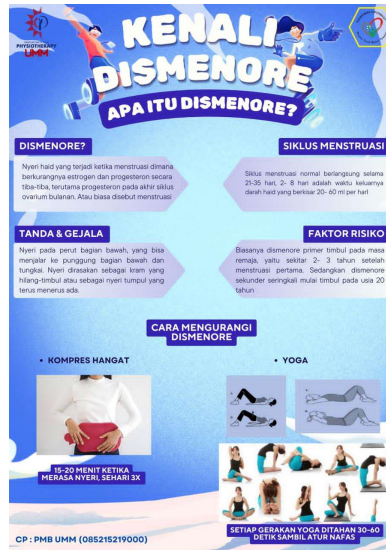 PHYSIOTHERAPY
UMM
KENALI
DISMENORE
APA ITU DISMENORE?
DISMENORE?
Nyeri haid yang terjadi ketika menstruasi dimana
berkurangnya estrogen dan progesteron secara
tiba-tiba, terutama progesteron pada akhir siklus
ovarium bulanan. Atau biasa disebut menstruasi
SIKLUS MENSTRUASI
Siklus menstruasi normal berlangsung selama
21-35 hari, 2- 8 hari adalah waktu keluarnya
darah haid yang berkisar 20- 60 ml per hari
TANDA & GEJALA
Nyeri pada perut bagian bawah, yang bisa
menjalar ke punggung bagian bawah dan
tungkai. Nyeri dirasakan sebagai kram yang
hilang-timbul atau sebagai nyeri tumpul yang
terus menerus ada.
FAKTOR RISIKO
Biasanya dismenore primer timbul pada masa
remaja, yaitu sekitar 2- 3 tahun setelah
menstruasi pertama. Sedangkan dismenore
sekunder seringkali mulai timbul pada usia 20
tahun
CARA MENGURANGI
DISMENORE
• KOMPRES HANGAT
15-20 MENIT KETIKA
MERASA NYERI, SEHARI 3X
• YOGA
SETIAP GERAKAN YOGA DITAHAN 30-60
DETIK SAMBIL ATUR NAFAS
CP : PMB UMM (085215219000)